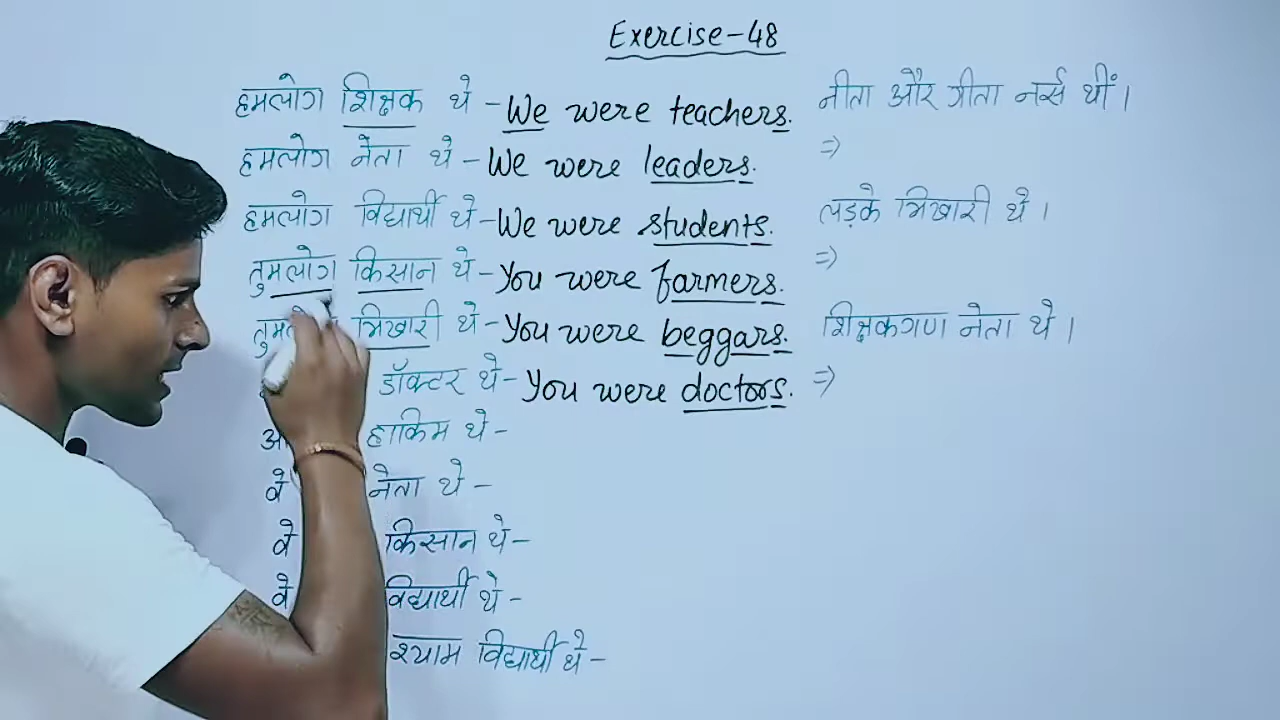 Exercise-48
हमलोग शिक्षक थे - We were teachers.
हमलोग नेता थे - We were leaders.
हमलोग विद्यार्थी थे - We were students.
तुमलोग किसान थे - You were farmers.
भिखारी थे - You were beggars.
डॉक्टर थे - You were doctors.
हाकिम थे -
वे नेता थे -
वे किसान थे -
वे विद्यार्थी थे -
श्याम विद्यार्थी थे -
नीता और गीता नर्स थीं।
⇒
लड़के भिखारी थे।
⇒
शिक्षकगण नेता थे।
⇒